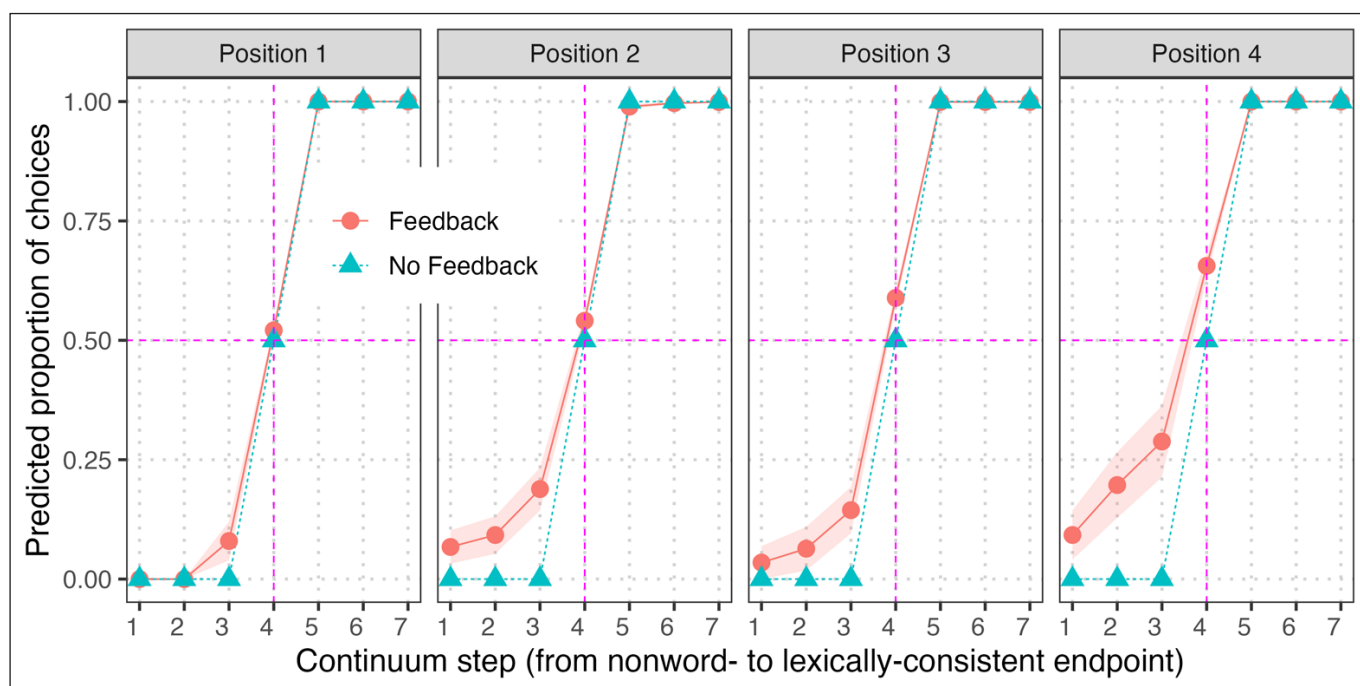 Position 1
Position 2
Position 3
Position 4
Predicted proportion of choices
1.00
0.75
0.50
0.25
0.00
Feedback
No Feedback
1 2 3 4 5 6 7
1 2 3 4 5 6 7
1 2 3 4 5 6 7
1 2 3 4 5 6 7
Continuum step (from nonword- to lexically-consistent endpoint)